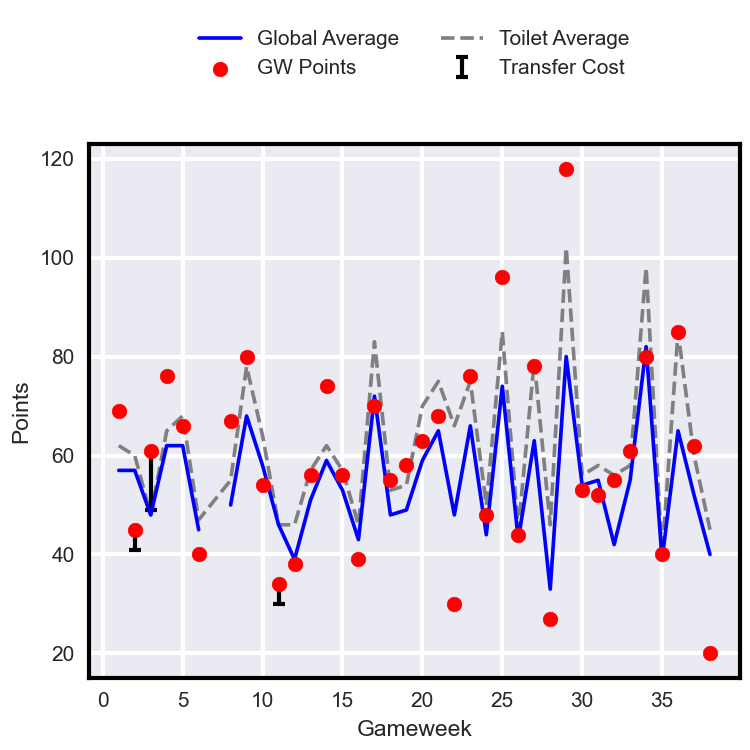 Global Average
Toilet Average
GW Points
Transfer Cost
120
100
80
60
40
20
Points
0 5 10 15 20 25 30 35
Gameweek